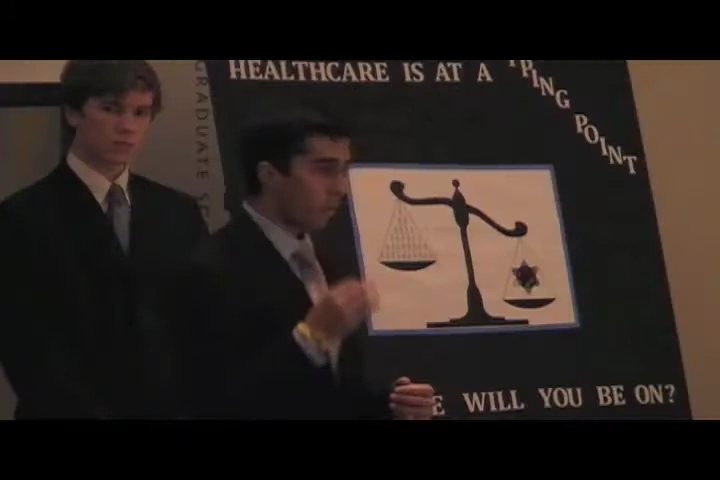 HEALTHCARE IS AT A
PING
POINT
GRADUATE
WILL YOU BE ON?